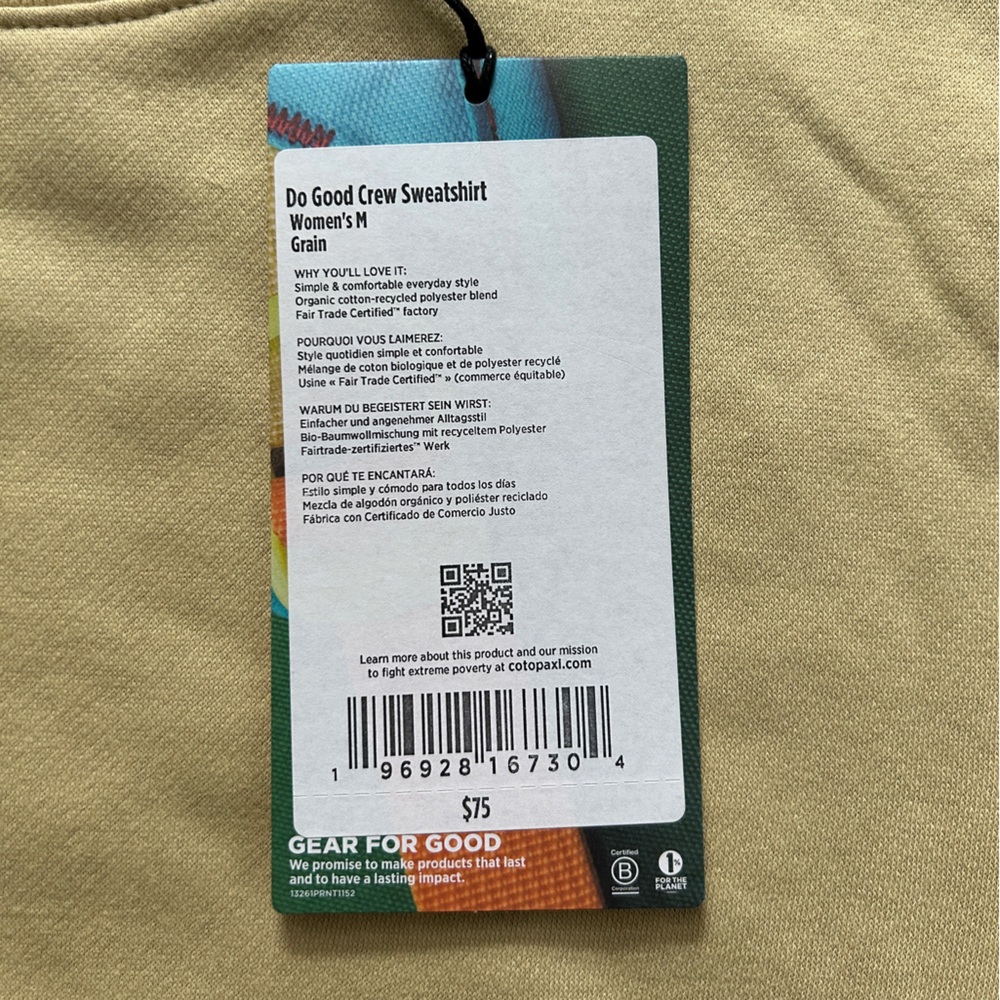 Do Good Crew Sweatshirt
Women's M
Grain
WHY YOU'LL LOVE IT:
Simple & comfortable everyday style
Organic cotton-recycled polyester blend
Fair Trade Certified™ factory
POURQUOI VOUS L'AIMEREZ:
Style quotidien simple et confortable
Mélange de coton biologique et de polyester recyclé
Usine « Fair Trade Certified™ » (commerce équitable)
WARUM DU BEGEISTERT SEIN WIRST:
Einfacher und angenehmer Alltagsstil
Bio-Baumwollmischung mit recyceltem Polyester
Fairtrade-zertifiziertes™ Werk
POR QUÉ TE ENCANTARÁ:
Estilo simple y cómodo para todos los días
Mezcla de algodón orgánico y poliéster reciclado
Fábrica con Certificado de Comercio Justo
Learn more about this product and our mission
to fight extreme poverty at cotopaxi.com
1 96928 16730 4
$75
GEAR FOR GOOD
We promise to make products that last
and to have a lasting impact.
13261PRNT1152
Certified
B
Corporation
1%
FOR THE
PLANET